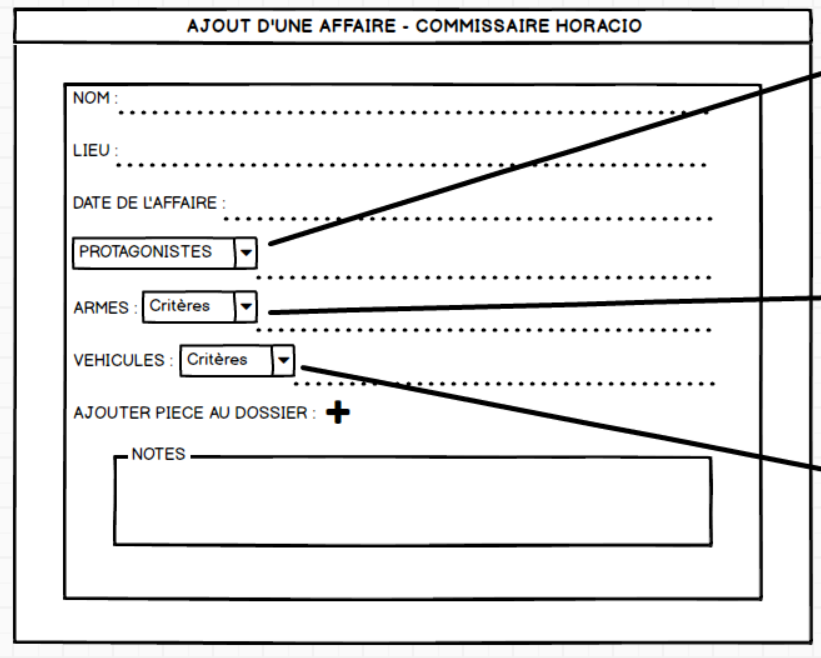 AJOUT D'UNE AFFAIRE - COMMISSAIRE HORACIO
NOM :
LIEU :
DATE DE L'AFFAIRE :
PROTAGONISTES
ARMES : Critères
VEHICULES : Critères
AJOUTER PIECE AU DOSSIER :
NOTES